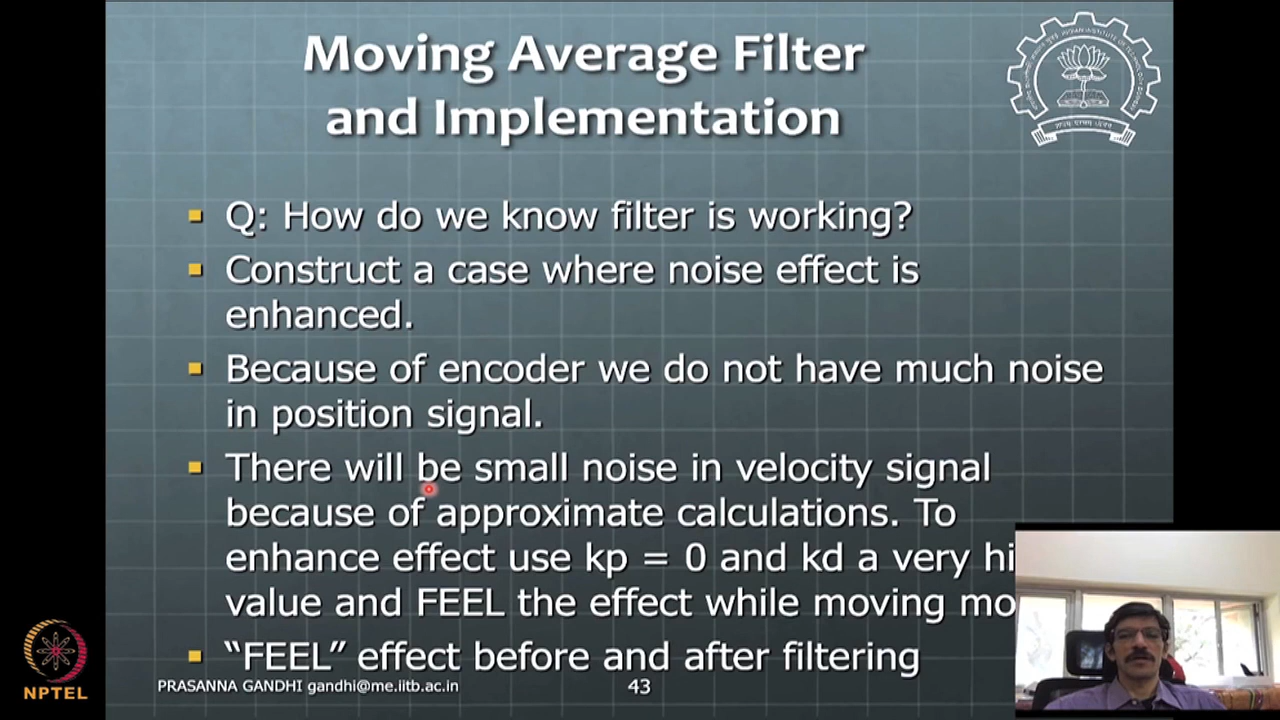 Moving Average Filter
and Implementation
Q: How do we know filter is working?
Construct a case where noise effect is
enhanced.
Because of encoder we do not have much noise
in position signal.
There will be small noise in velocity signal
because of approximate calculations. To
enhance effect use kp = 0 and kd a very hi
value and FEEL the effect while moving mo
“FEEL” effect before and after filtering
PRASANNA GANDHI gandhi@me.iitb.ac.in
43
NPTEL